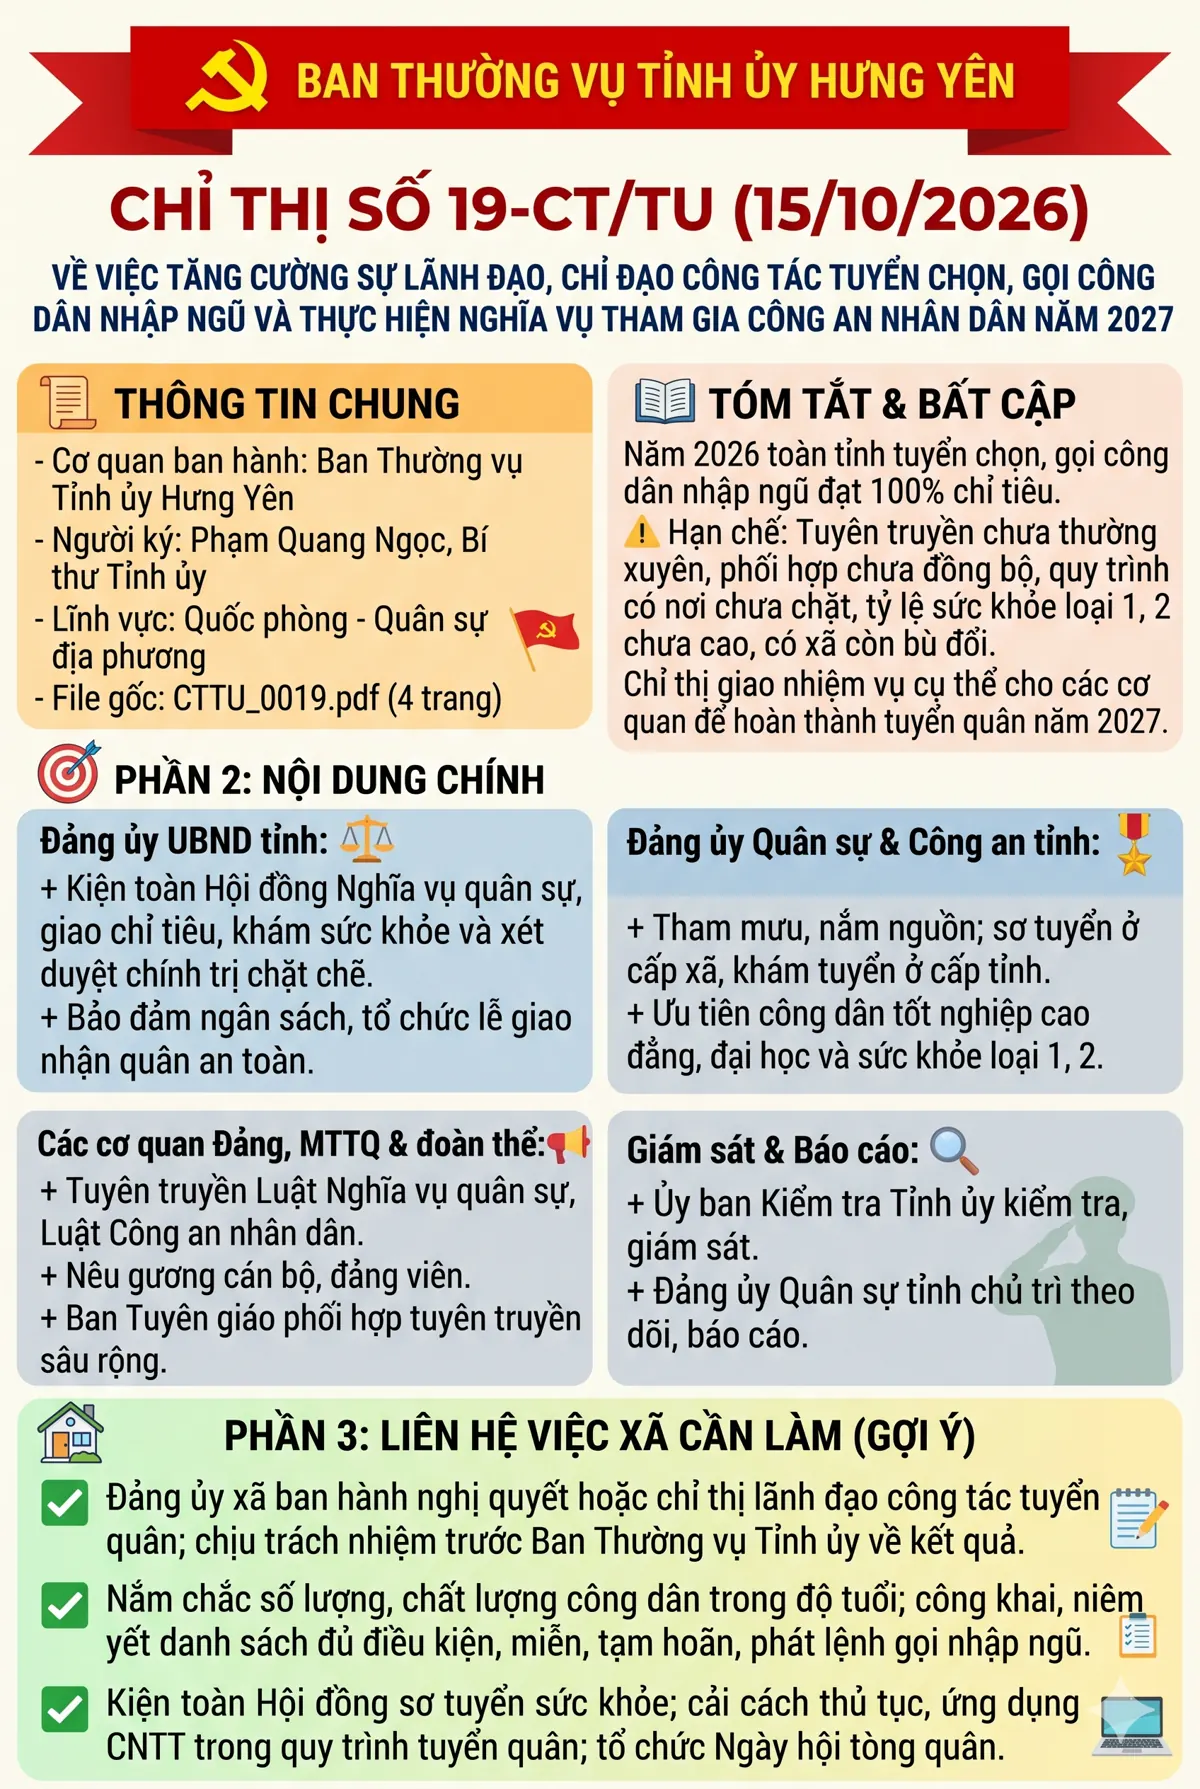 BAN THƯỜNG VỤ TỈNH ỦY HƯNG YÊN
CHỈ THỊ SỐ 19-CT/TU (15/10/2026)
VỀ VIỆC TĂNG CƯỜNG SỰ LÃNH ĐẠO, CHỈ ĐẠO CÔNG TÁC TUYỂN CHỌN, GỌI CÔNG
DÂN NHẬP NGŨ VÀ THỰC HIỆN NGHĨA VỤ THAM GIA CÔNG AN NHÂN DÂN NĂM 2027
THÔNG TIN CHUNG
- Cơ quan ban hành: Ban Thường vụ
Tỉnh ủy Hưng Yên
- Người ký: Phạm Quang Ngọc, Bí
thư Tỉnh ủy
- Lĩnh vực: Quốc phòng - Quân sự
địa phương
- File gốc: CTTU_0019.pdf (4 trang)
TÓM TẮT & BẤT CẬP
Năm 2026 toàn tỉnh tuyển chọn, gọi công
dân nhập ngũ đạt 100% chỉ tiêu.
Hạn chế: Tuyên truyền chưa thường
xuyên, phối hợp chưa đồng bộ, quy trình
có nơi chưa chặt, tỷ lệ sức khỏe loại 1, 2
chưa cao, có xã còn bù đổi.
Chỉ thị giao nhiệm vụ cụ thể cho các cơ
quan để hoàn thành tuyển quân năm 2027.
PHẦN 2: NỘI DUNG CHÍNH
Đảng ủy UBND tỉnh:
+ Kiện toàn Hội đồng Nghĩa vụ quân sự,
giao chỉ tiêu, khám sức khỏe và xét
duyệt chính trị chặt chẽ.
+ Bảo đảm ngân sách, tổ chức lễ giao
nhận quân an toàn.
Đảng ủy Quân sự & Công an tỉnh:
+ Tham mưu, nắm nguồn; sơ tuyển ở
cấp xã, khám tuyển ở cấp tỉnh.
+ Ưu tiên công dân tốt nghiệp cao
đẳng, đại học và sức khỏe loại 1, 2.
Các cơ quan Đảng, MTTQ & đoàn thể:
+ Tuyên truyền Luật Nghĩa vụ quân sự,
Luật Công an nhân dân.
+ Nêu gương cán bộ, đảng viên.
+ Ban Tuyên giáo phối hợp tuyên truyền
sâu rộng.
Giám sát & Báo cáo:
+ Ủy ban Kiểm tra Tỉnh ủy kiểm tra,
giám sát.
+ Đảng ủy Quân sự tỉnh chủ trì theo
dõi, báo cáo.
PHẦN 3: LIÊN HỆ VIỆC XÃ CẦN LÀM (GỢI Ý)
Đảng ủy xã ban hành nghị quyết hoặc chỉ thị lãnh đạo công tác tuyển
quân; chịu trách nhiệm trước Ban Thường vụ Tỉnh ủy về kết quả.
Nắm chắc số lượng, chất lượng công dân trong độ tuổi; công khai, niêm
yết danh sách đủ điều kiện, miễn, tạm hoãn, phát lệnh gọi nhập ngũ.
Kiện toàn Hội đồng sơ tuyển sức khỏe; cải cách thủ tục, ứng dụng
CNTT trong quy trình tuyển quân; tổ chức Ngày hội tòng quân.